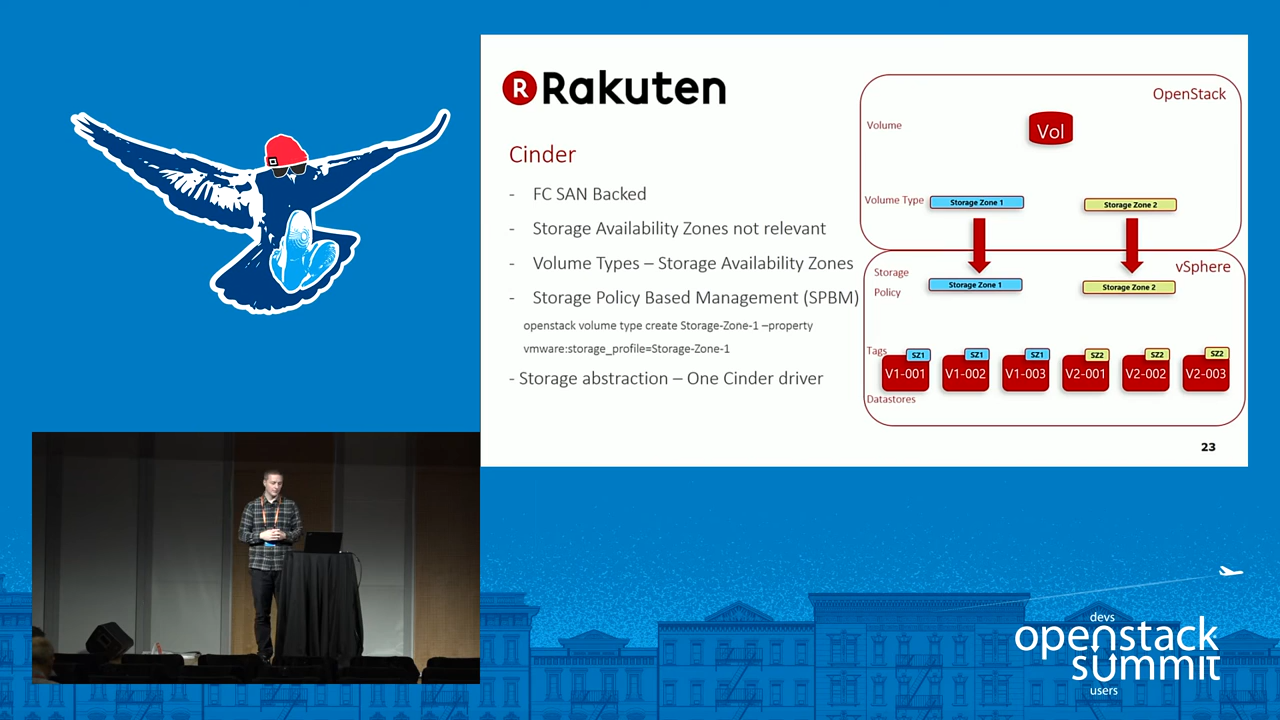 R Rakuten
Cinder
- FC SAN Backed
- Storage Availability Zones not relevant
- Volume Types – Storage Availability Zones
- Storage Policy Based Management (SPBM)
openstack volume type create Storage-Zone-1 –property
vmware:storage_profile=Storage-Zone-1
- Storage abstraction – One Cinder driver
OpenStack
Volume
Vol
Volume Type
Storage Zone 1
Storage Zone 2
vSphere
Storage
Policy
Storage Zone 1
Storage Zone 2
Tags
SZ1
SZ1
SZ1
SZ2
SZ2
SZ2
V1-001
V1-002
V1-003
V2-001
V2-002
V2-003
Datastores
23
devs
openstack
summit
users